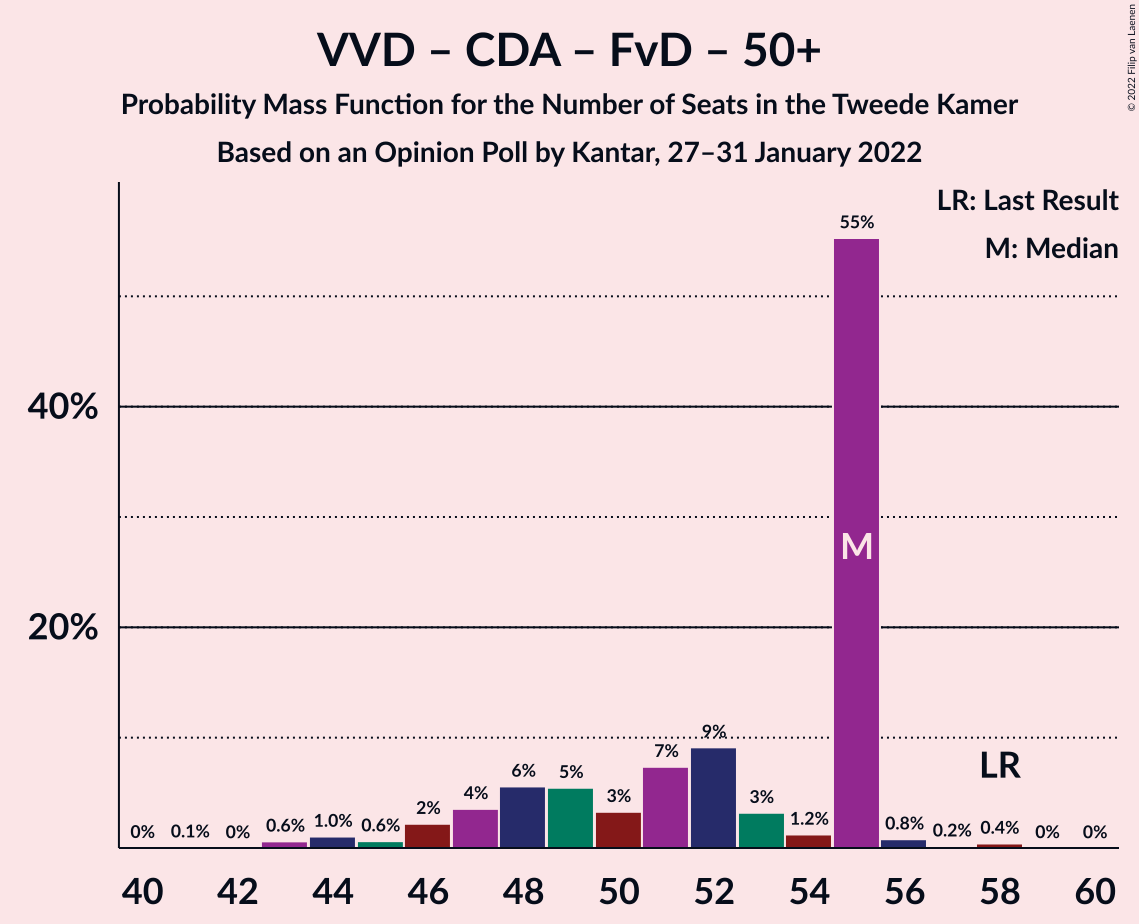 VVD – CDA – FvD – 50+
Probability Mass Function for the Number of Seats in the Tweede Kamer
Based on an Opinion Poll by Kantar, 27–31 January 2022
© 2022 Filip van Laenen
LR: Last Result
M: Median
55%
40%
M
20%
9%
7%
LR
6%
5%
4%
3%
3%
2%
1.2%
1.0%
0.8%
0.6%
0.6%
0.4%
0.2%
0%
0.1%
0%
0%
0%
40 42 44 46 48 50 52 54 56 58 60